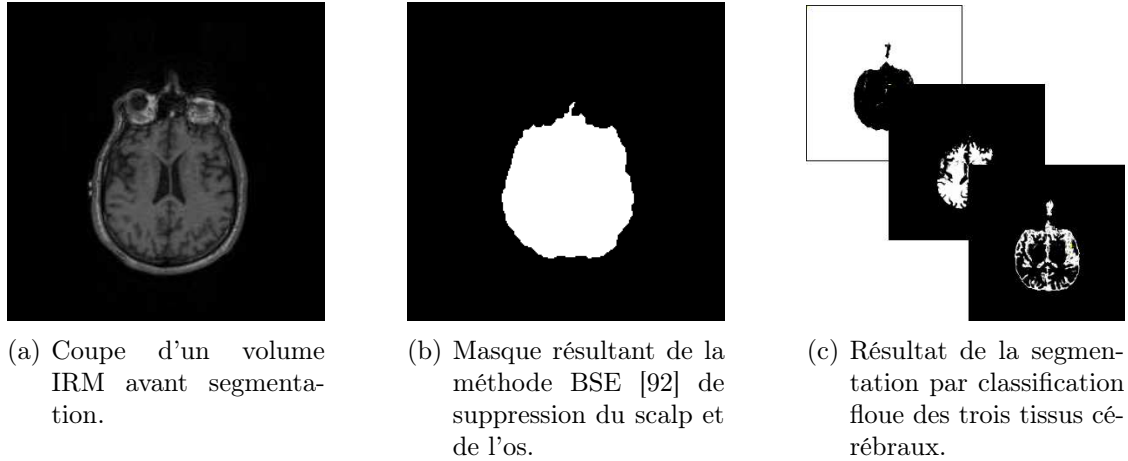 (a) Coupe d'un volume
IRM avant segmenta-
tion.
(b) Masque résultant de la
méthode BSE [92] de
suppression du scalp et
de l'os.
(c) Résultat de la segmen-
tation par classification
floue des trois tissus cé-
rébraux.